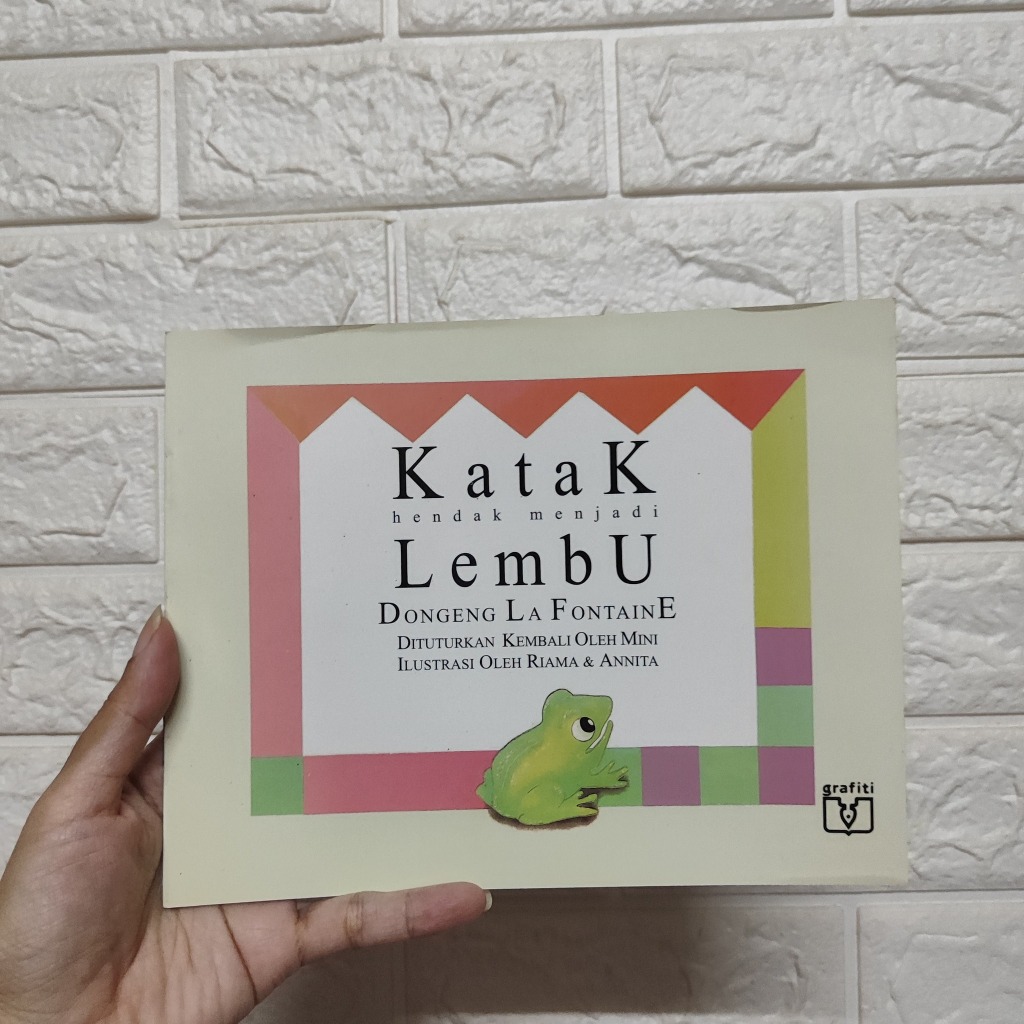 KataK
hendak menjadi
LembU
DONGENG LA FONTAINE
DITUTURKAN KEMBALI OLEH MINI
ILUSTRASI OLEH RIAMA & ANNITA
grafiti